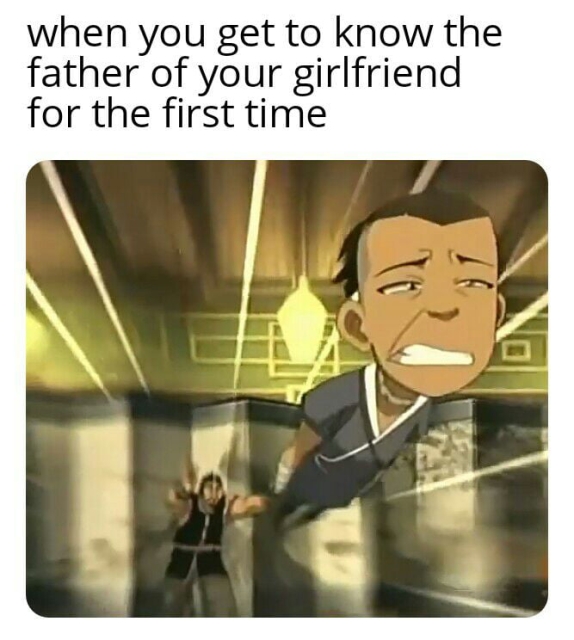 when you get to know the
father of your girlfriend
for the first time